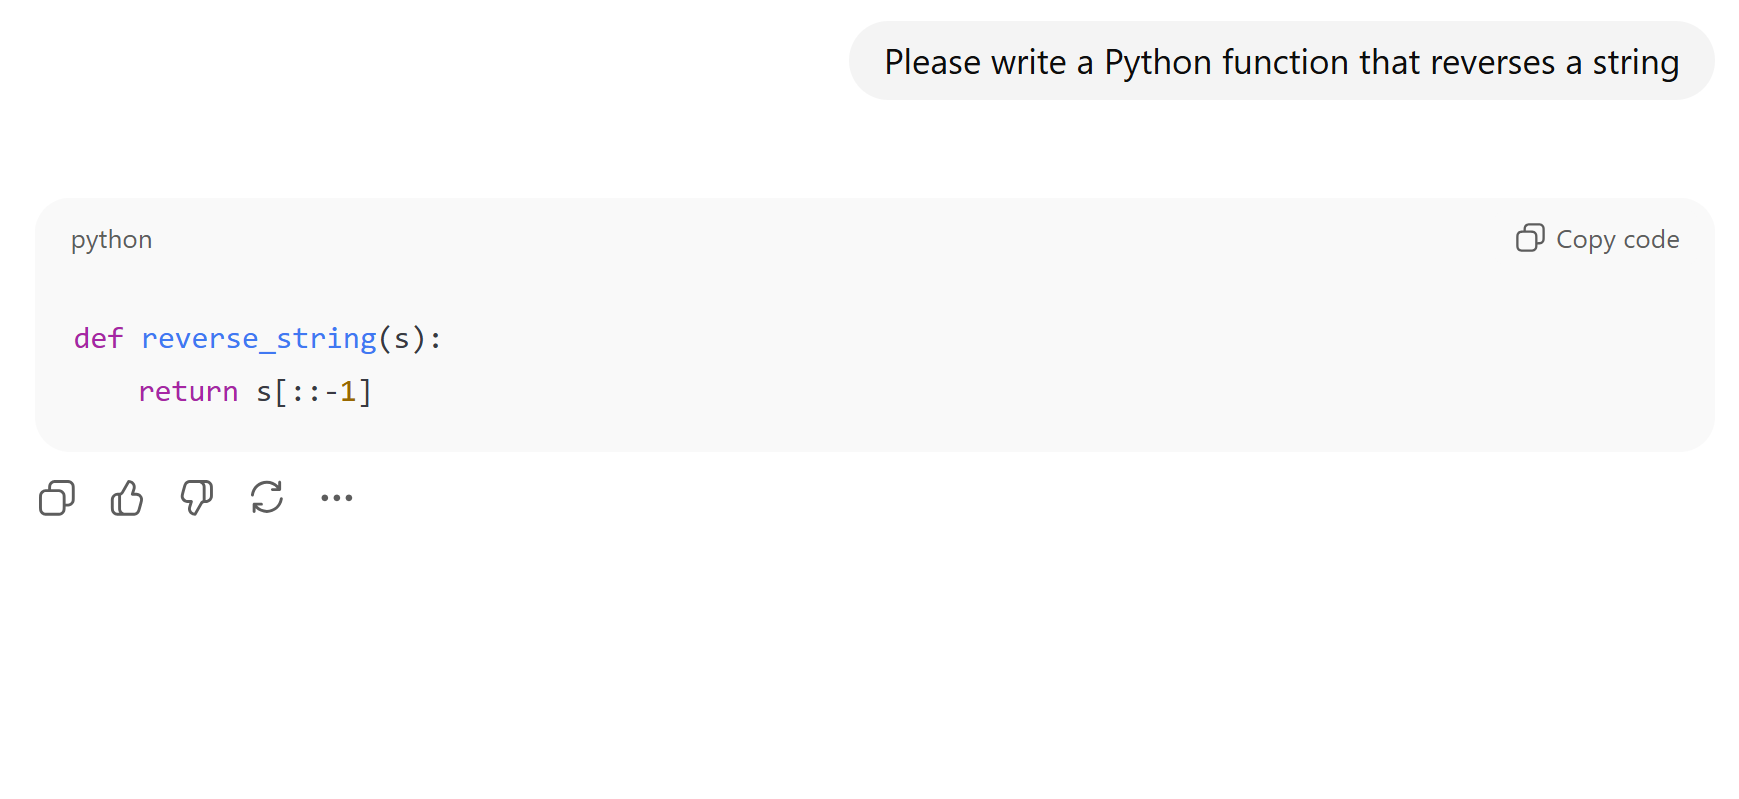 Please write a Python function that reverses a string
python
Copy code
def reverse_string(s):
    return s[::-1]